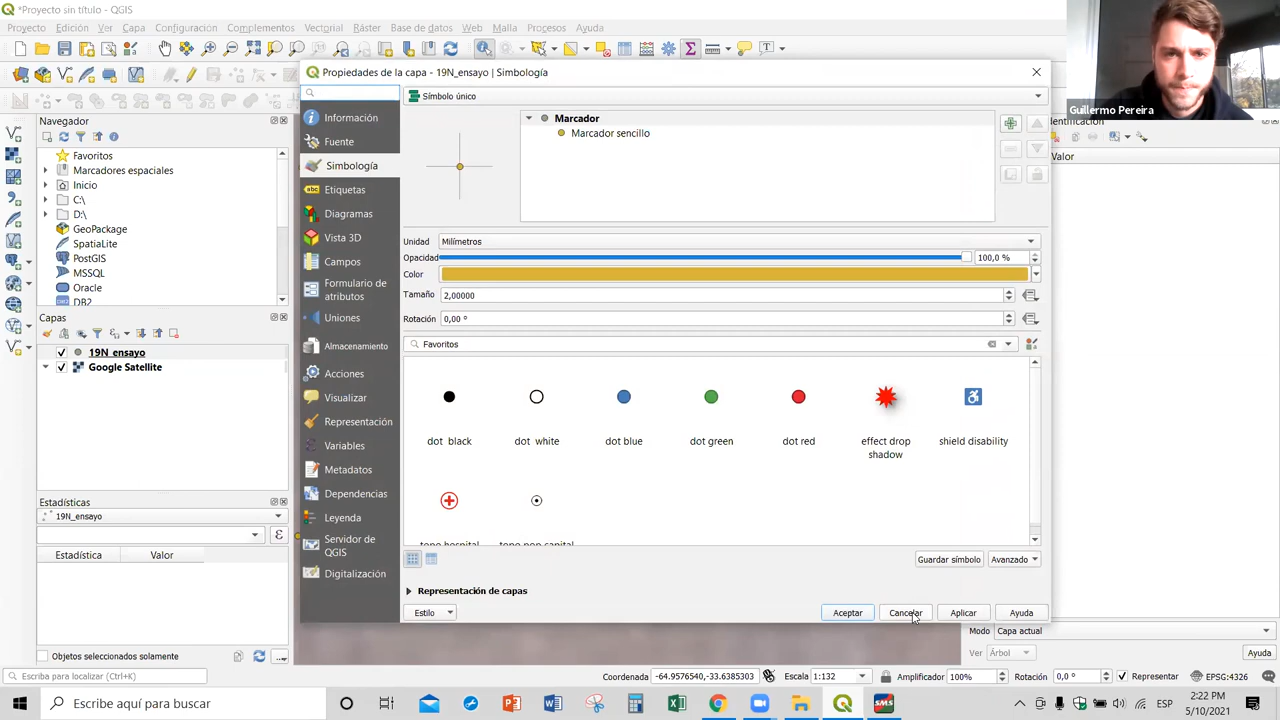 *Proyecto sin título - QGIS
Proyecto Edición Ver Capa Configuración Complementos Vectorial Ráster Base de datos Web Malla Procesos Ayuda
Guillermo Pereira
Propiedades de la capa - 19N_ensayo | Simbología
Navegador
Favoritos
Marcadores espaciales
Inicio
C:\
D:\
GeoPackage
SpatiaLite
PostGIS
MSSQL
Oracle
DB2
Capas
19N_ensayo
Google Satellite
Estadísticas
19N_ensayo
Estadística Valor
Objetos seleccionados solamente
Información
Fuente
Simbología
Etiquetas
Diagramas
Vista 3D
Campos
Formulario de
atributos
Uniones
Almacenamiento
Acciones
Visualizar
Representación
Variables
Metadatos
Dependencias
Leyenda
Servidor de
QGIS
Digitalización
Símbolo único
Marcador
Marcador sencillo
Unidad Milímetros
Opacidad 100,0 %
Color
Tamaño 2,00000
Rotación 0,00 °
Favoritos
dot black dot white dot blue dot green dot red effect drop
shadow shield disability
topo hospital topo pop capital
Guardar símbolo Avanzado
Representación de capas
Estilo Aceptar Cancelar Aplicar Ayuda
Valor
Modo Capa actual
Ver Árbol Ayuda
Escriba para localizar (Ctrl+K) Coordenada -64.9576540,-33.6385303 Escala 1:132 Amplificador 100% Rotación 0,0 ° Representar EPSG:4326
Escribe aquí para buscar
SMS
ESP
2:22 PM
5/10/2021